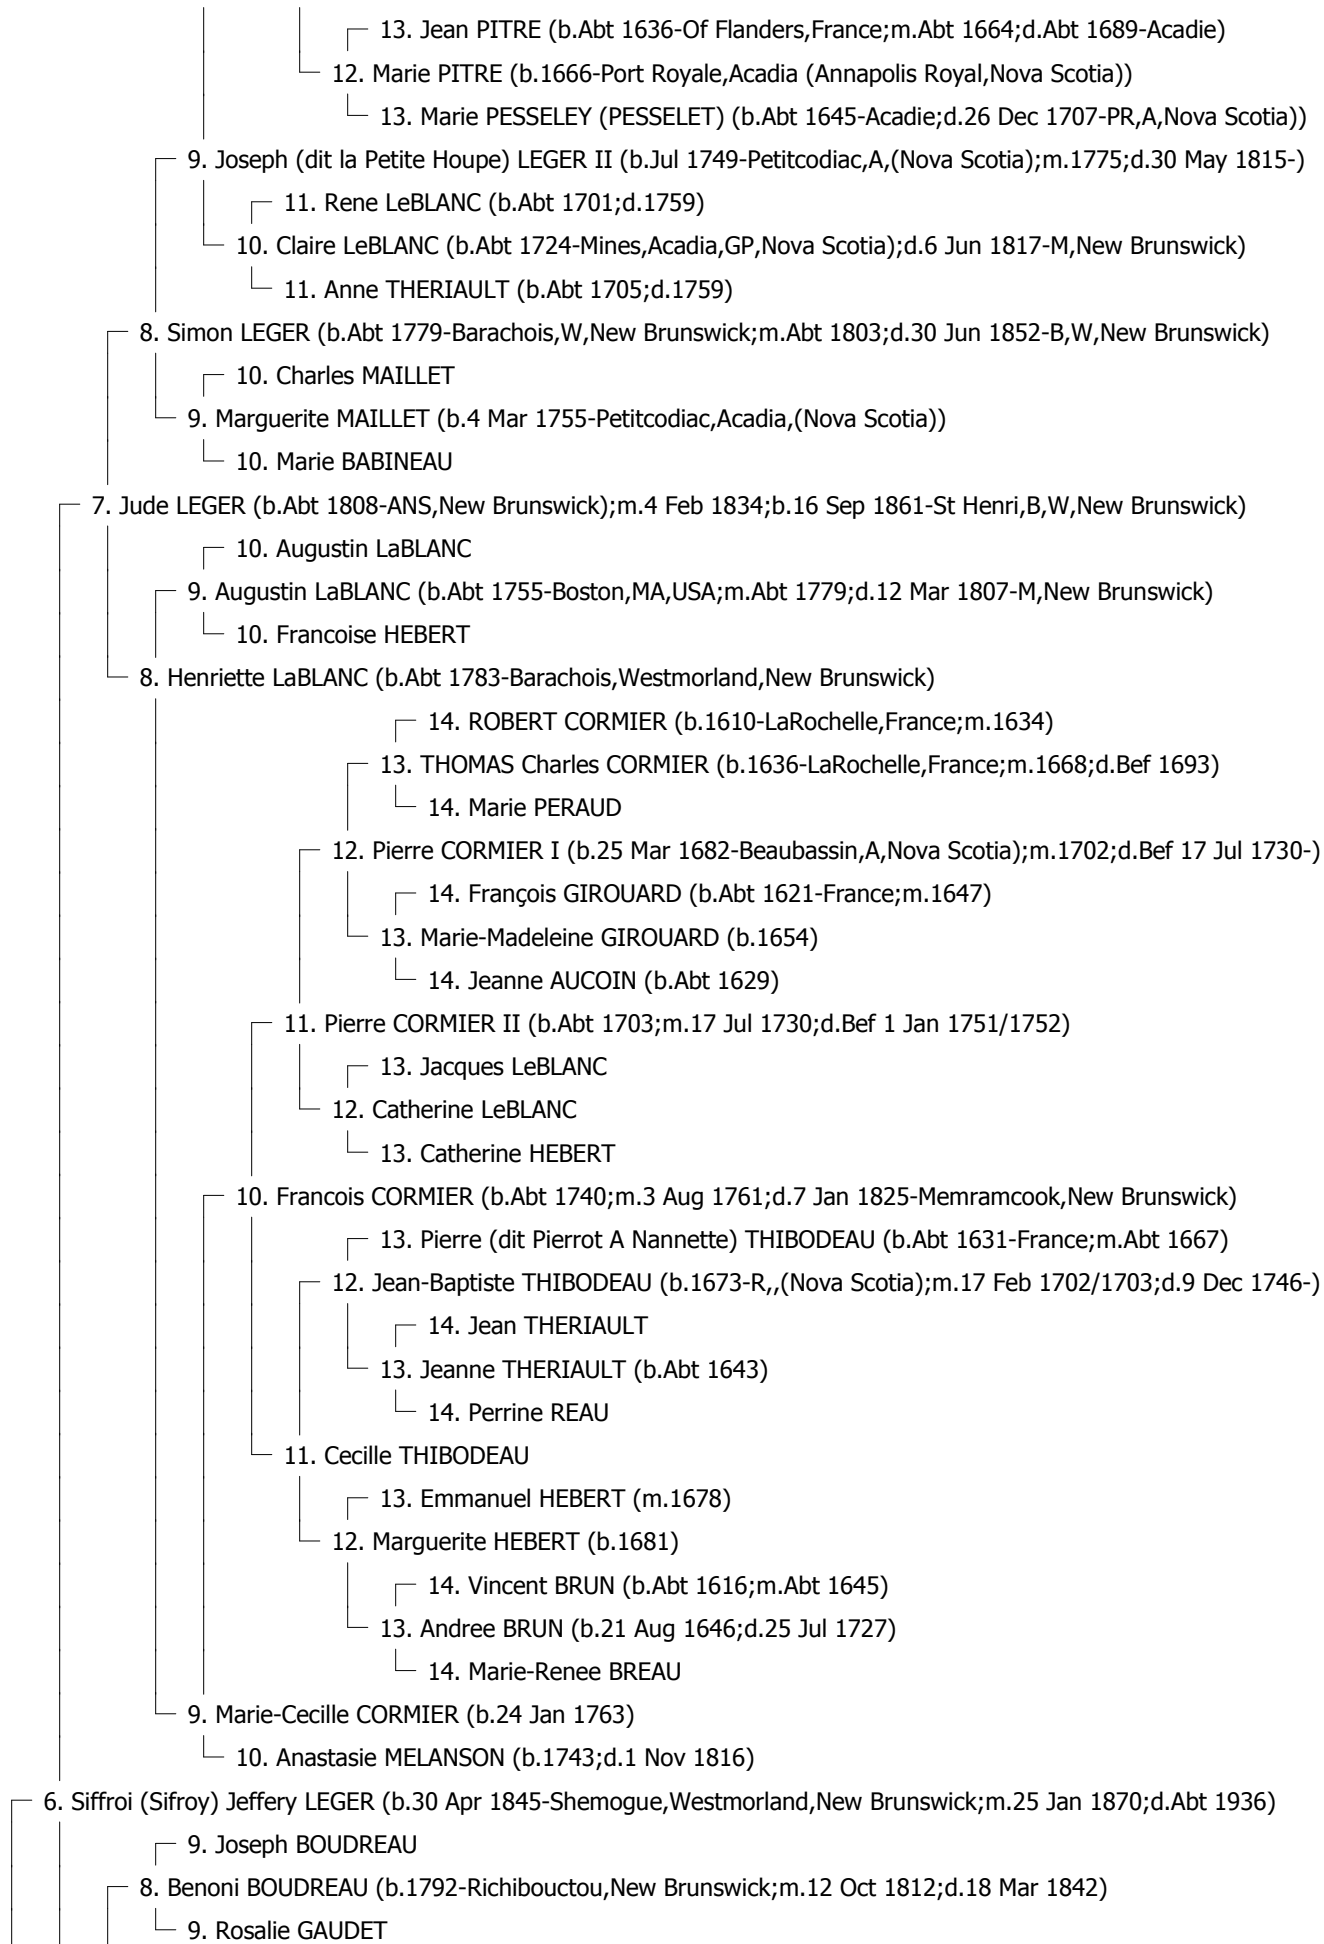 13. Jean PITRE (b.Abt 1636-Of Flanders,France;m.Abt 1664;d.Abt 1689-Acadie)
12. Marie PITRE (b.1666-Port Royale,Acadia (Annapolis Royal,Nova Scotia))
13. Marie PESSELEY (PESSELET) (b.Abt 1645-Acadie;d.26 Dec 1707-PR,A,Nova Scotia))
9. Joseph (dit la Petite Houpe) LEGER II (b.Jul 1749-Petitcodiac,A,(Nova Scotia);m.1775;d.30 May 1815-)
11. Rene LeBLANC (b.Abt 1701;d.1759)
10. Claire LeBLANC (b.Abt 1724-Mines,Acadia,GP,Nova Scotia);d.6 Jun 1817-M,New Brunswick)
11. Anne THERIAULT (b.Abt 1705;d.1759)
8. Simon LEGER (b.Abt 1779-Barachois,W,New Brunswick;m.Abt 1803;d.30 Jun 1852-B,W,New Brunswick)
10. Charles MAILLET
9. Marguerite MAILLET (b.4 Mar 1755-Petitcodiac,Acadia,(Nova Scotia))
10. Marie BABINEAU
7. Jude LEGER (b.Abt 1808-ANS,New Brunswick);m.4 Feb 1834;b.16 Sep 1861-St Henri,B,W,New Brunswick)
10. Augustin LaBLANC
9. Augustin LaBLANC (b.Abt 1755-Boston,MA,USA;m.Abt 1779;d.12 Mar 1807-M,New Brunswick)
10. Francoise HEBERT
8. Henriette LaBLANC (b.Abt 1783-Barachois,Westmorland,New Brunswick)
14. ROBERT CORMIER (b.1610-LaRochelle,France;m.1634)
13. THOMAS Charles CORMIER (b.1636-LaRochelle,France;m.1668;d.Bef 1693)
14. Marie PERAUD
12. Pierre CORMIER I (b.25 Mar 1682-Beaubassin,A,Nova Scotia);m.1702;d.Bef 17 Jul 1730-)
14. François GIROUARD (b.Abt 1621-France;m.1647)
13. Marie-Madeleine GIROUARD (b.1654)
14. Jeanne AUCOIN (b.Abt 1629)
11. Pierre CORMIER II (b.Abt 1703;m.17 Jul 1730;d.Bef 1 Jan 1751/1752)
13. Jacques LeBLANC
12. Catherine LeBLANC
13. Catherine HEBERT
10. Francois CORMIER (b.Abt 1740;m.3 Aug 1761;d.7 Jan 1825-Memramcook,New Brunswick)
13. Pierre (dit Pierrot A Nannette) THIBODEAU (b.Abt 1631-France;m.Abt 1667)
12. Jean-Baptiste THIBODEAU (b.1673-R,,(Nova Scotia);m.17 Feb 1702/1703;d.9 Dec 1746-)
14. Jean THERIAULT
13. Jeanne THERIAULT (b.Abt 1643)
14. Perrine REAU
11. Cecille THIBODEAU
13. Emmanuel HEBERT (m.1678)
12. Marguerite HEBERT (b.1681)
14. Vincent BRUN (b.Abt 1616;m.Abt 1645)
13. Andree BRUN (b.21 Aug 1646;d.25 Jul 1727)
14. Marie-Renee BREAU
9. Marie-Cecille CORMIER (b.24 Jan 1763)
10. Anastasie MELANSON (b.1743;d.1 Nov 1816)
6. Siffroi (Sifroy) Jeffery LEGER (b.30 Apr 1845-Shemogue,Westmorland,New Brunswick;m.25 Jan 1870;d.Abt 1936)
9. Joseph BOUDREAU
8. Benoni BOUDREAU (b.1792-Richibouctou,New Brunswick;m.12 Oct 1812;d.18 Mar 1842)
9. Rosalie GAUDET